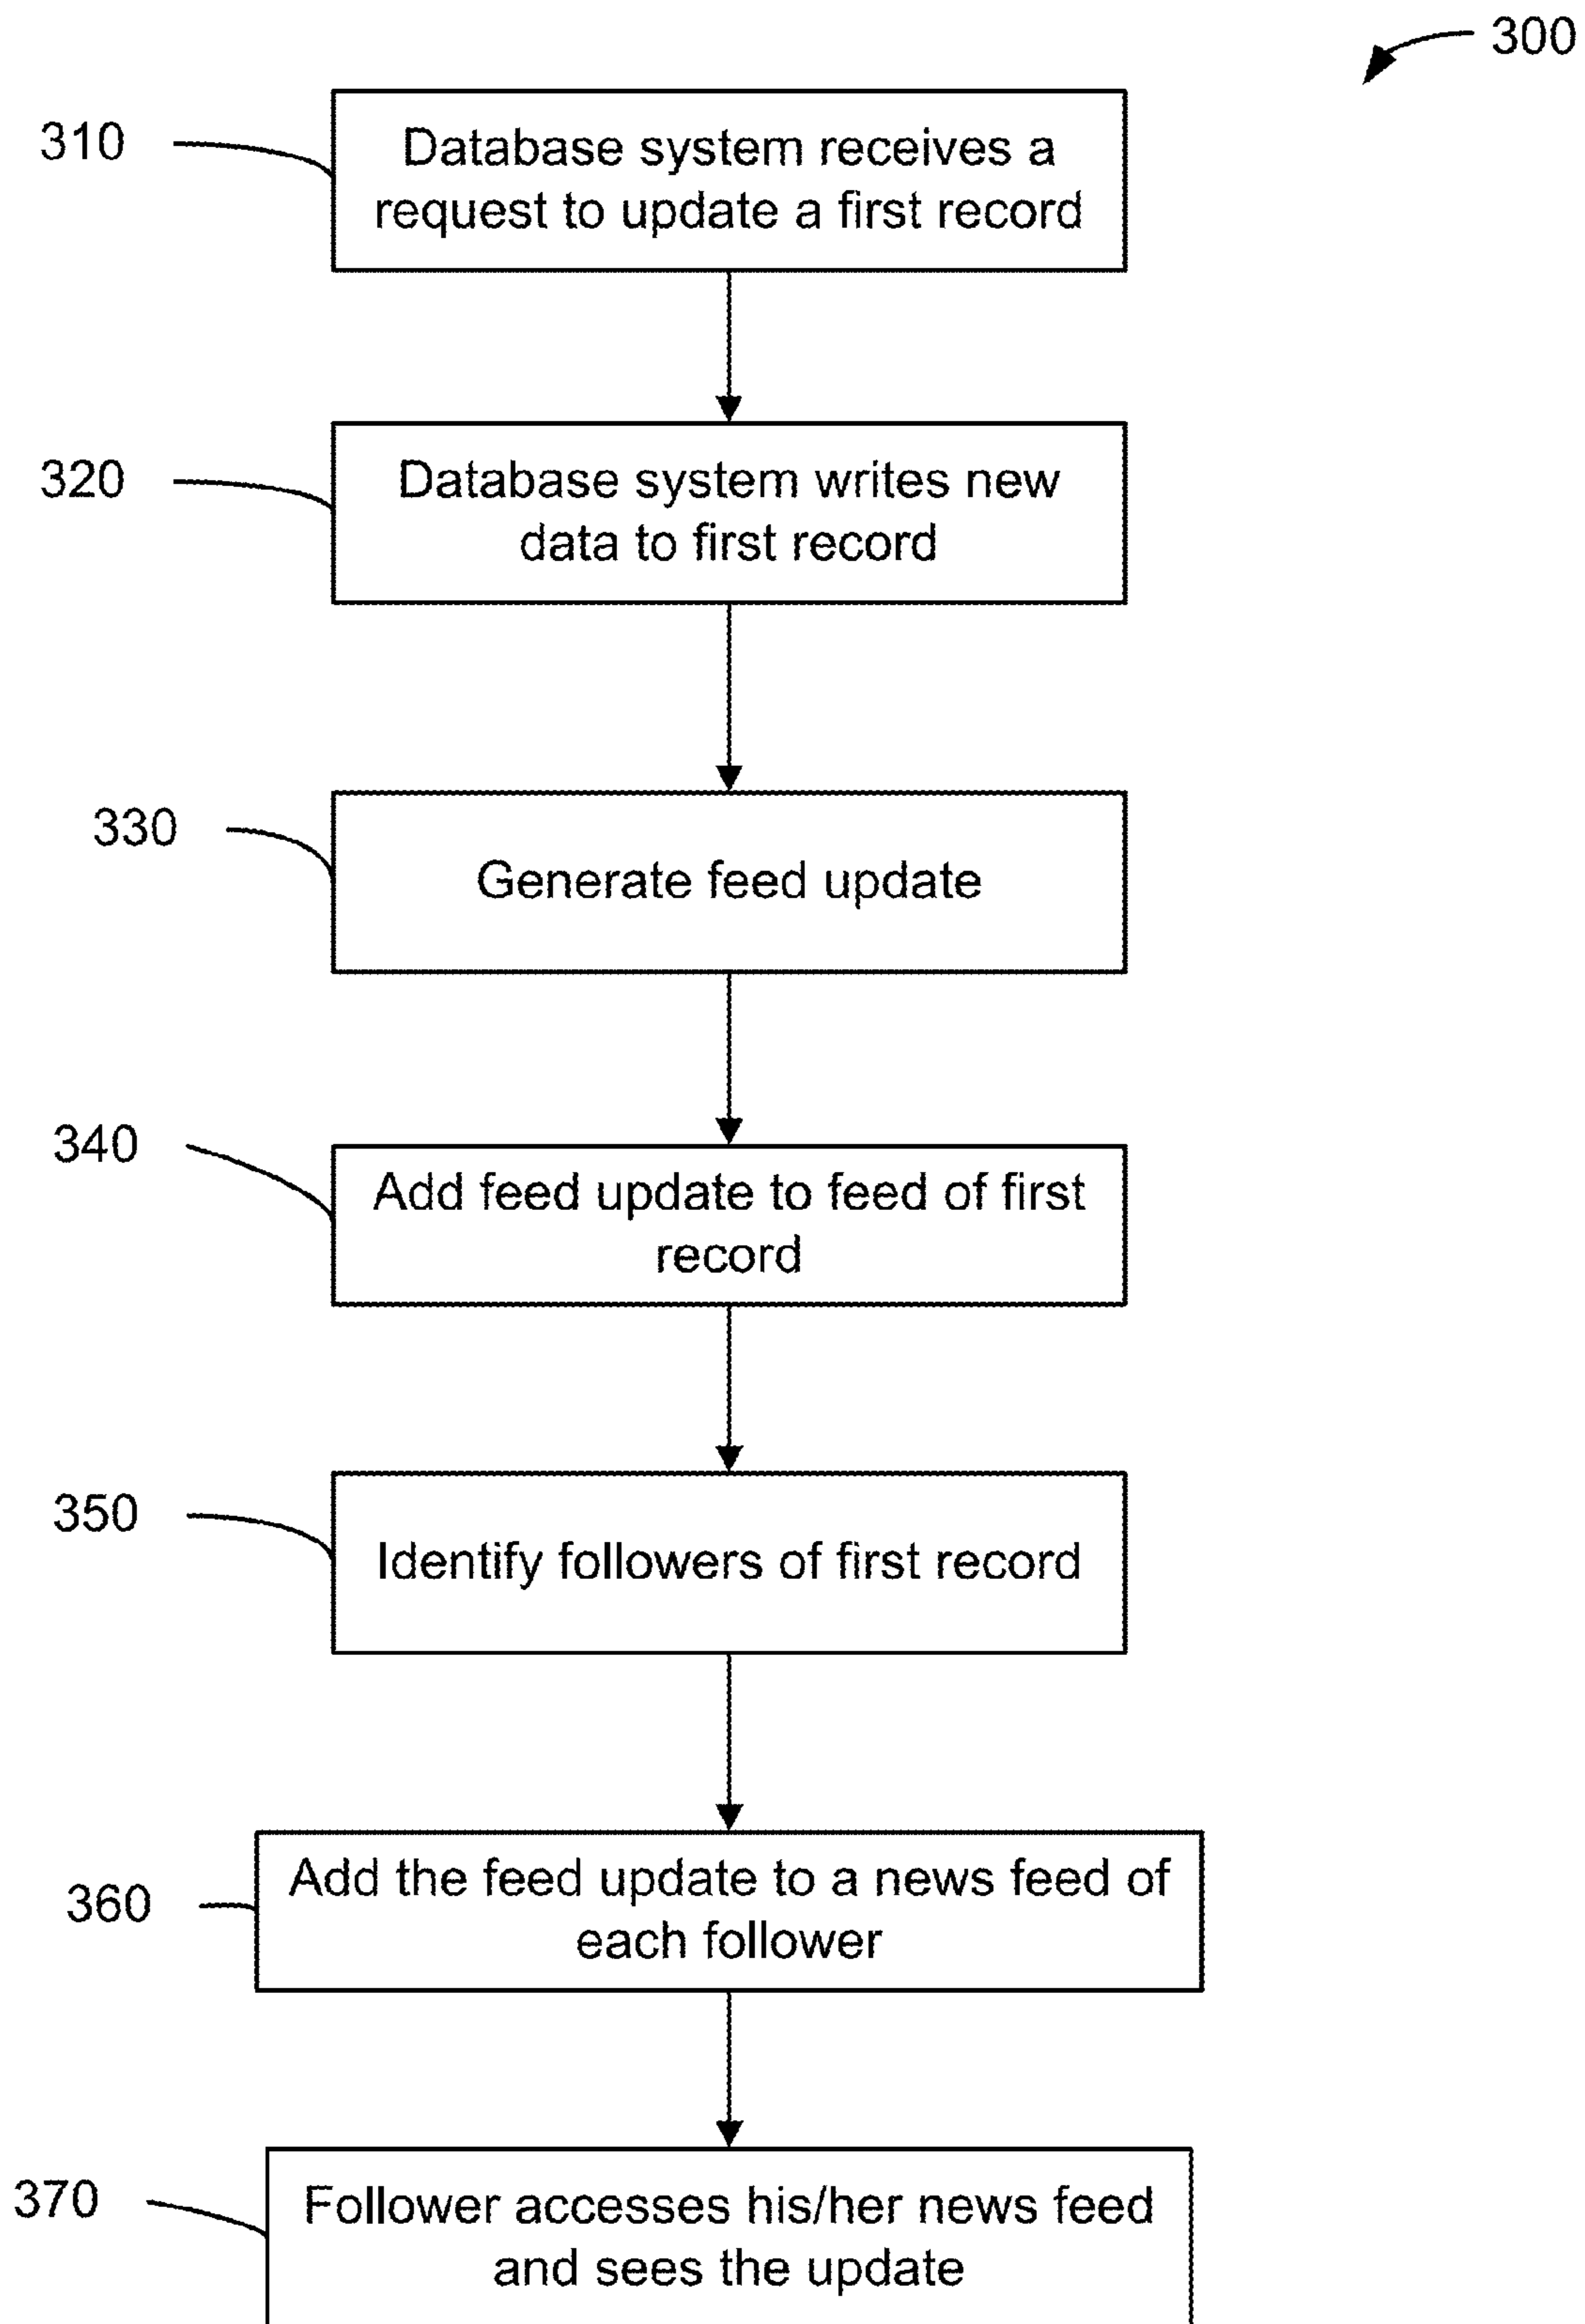 300
310
Database system receives a
request to update a first record
320
Database system writes new
data to first record
330
Generate feed update
340
Add feed update to feed of first
record
350
Identify followers of first record
360
Add the feed update to a news feed of
each follower
370
Follower accesses his/her news feed
and sees the update